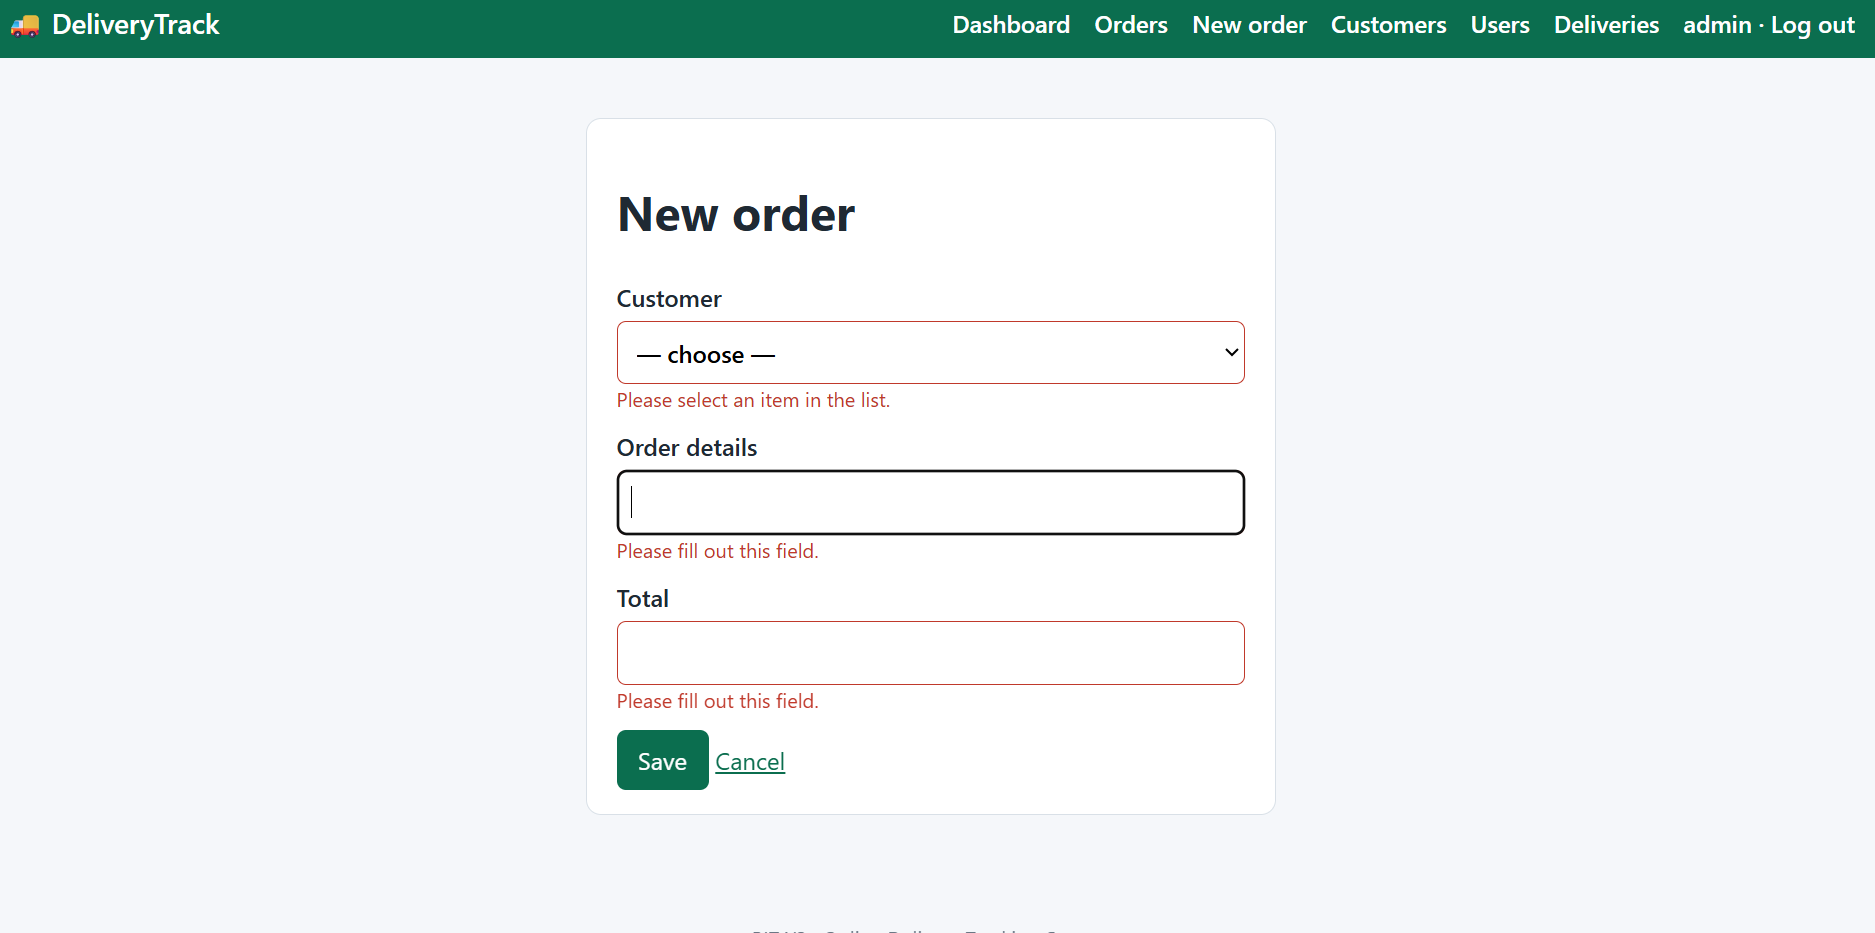 DeliveryTrack
Dashboard Orders New order Customers Users Deliveries admin · Log out
New order
Customer
— choose —
Please select an item in the list.
Order details
Please fill out this field.
Total
Please fill out this field.
Save Cancel